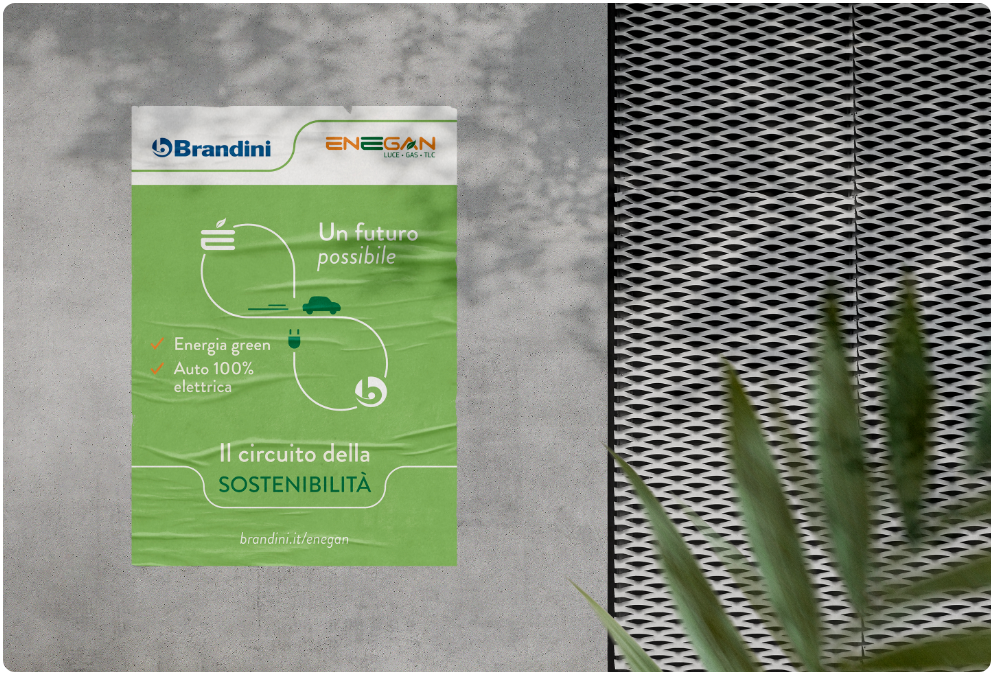 Brandini
ENEGAN
LUCE • GAS • TLC
Un futuro
possibile
Energia green
Auto 100%
elettrica
Il circuito della
SOSTENIBILITÀ
brandini.it/enegan